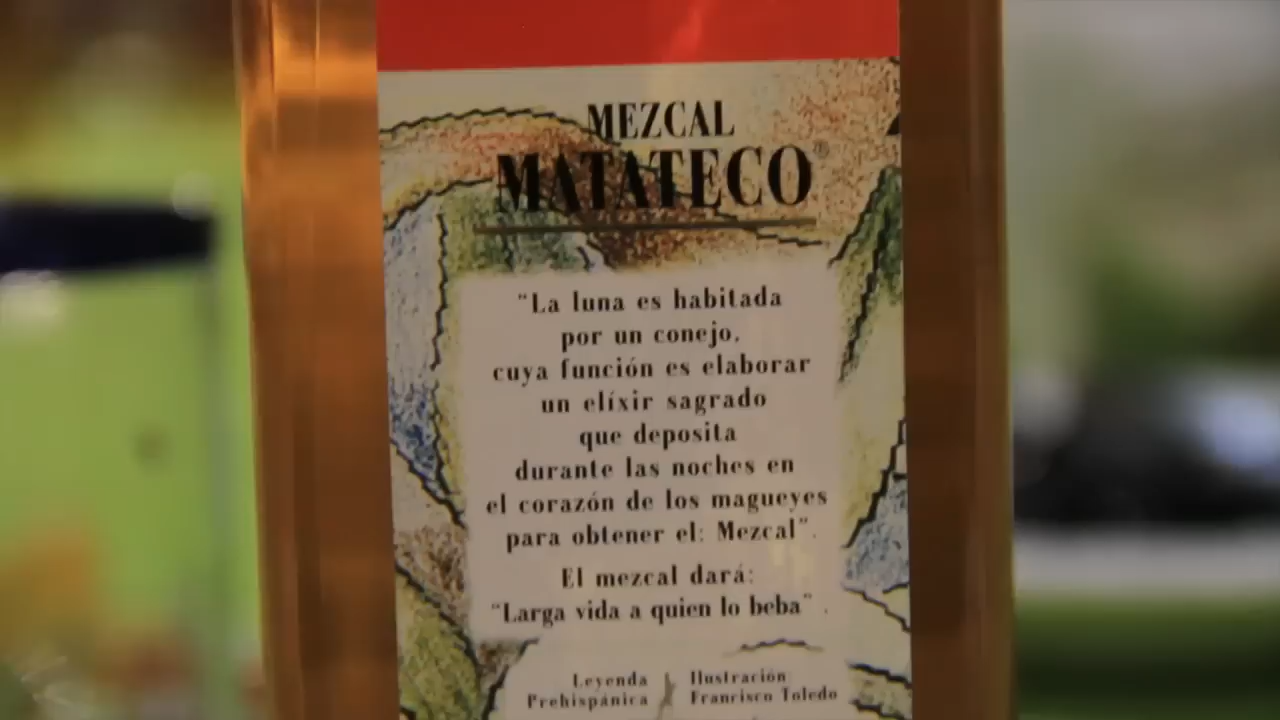 MEZCAL
MATATECO®
"La luna es habitada
por un conejo,
cuya función es elaborar
un elíxir sagrado
que deposita
durante las noches en
el corazón de los magueyes
para obtener el: Mezcal".
El mezcal dará:
"Larga vida a quien lo beba".
Leyenda
Prehispánica
Ilustración
Francisco Toledo